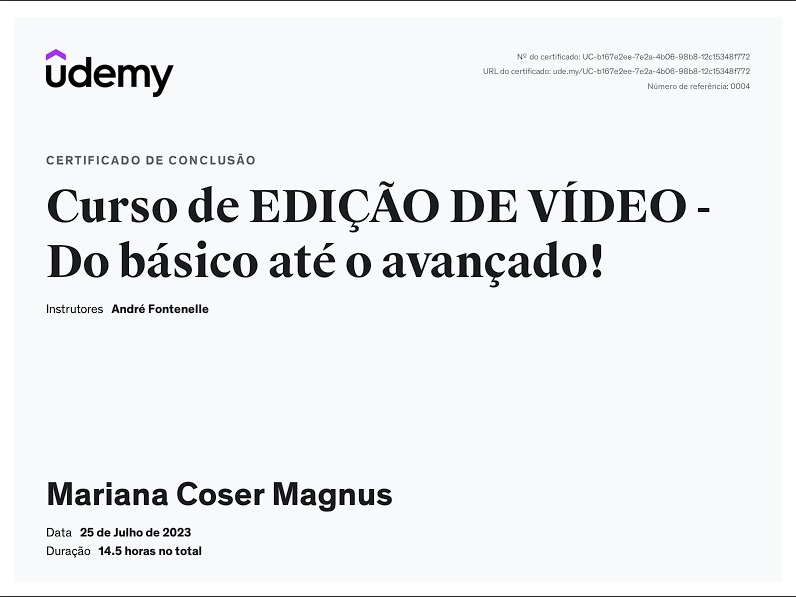 udemy
Nº do certificado: UC-b167e2ee-7e2a-4b06-98b8-12c15348f772
URL do certificado: ude.my/UC-b167e2ee-7e2a-4b06-98b8-12c15348f772
Número de referência: 0004
CERTIFICADO DE CONCLUSÃO
Curso de EDIÇÃO DE VÍDEO -
Do básico até o avançado!
Instrutores André Fontenelle
Mariana Coser Magnus
Data 25 de Julho de 2023
Duração 14.5 horas no total